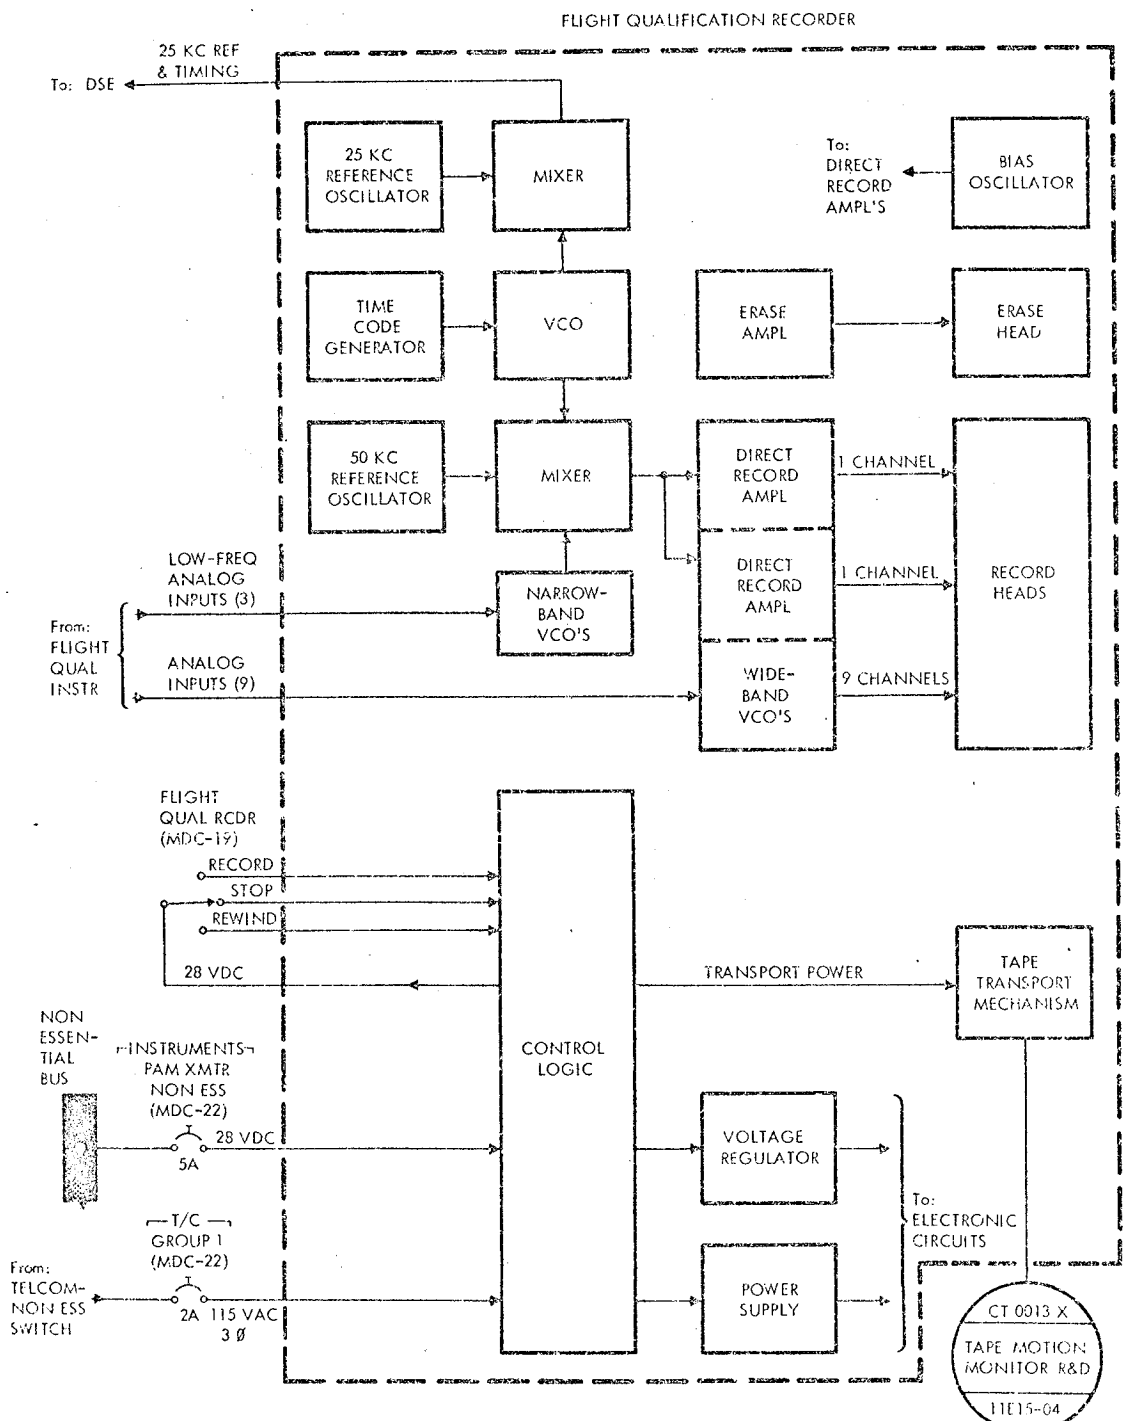 FLIGHT QUALIFICATION RECORDER
25 KC REF
& TIMING
To: DSE
25 KC
REFERENCE
OSCILLATOR
MIXER
To:
DIRECT
RECORD
AMPL'S
BIAS
OSCILLATOR
TIME
CODE
GENERATOR
VCO
ERASE
AMPL
ERASE
HEAD
50 KC
REFERENCE
OSCILLATOR
MIXER
DIRECT
RECORD
AMPL
1 CHANNEL
DIRECT
RECORD
AMPL
1 CHANNEL
RECORD
HEADS
LOW-FREQ
ANALOG
INPUTS (3)
NARROW-
BAND
VCO'S
From:
FLIGHT
QUAL
INSTR
ANALOG
INPUTS (9)
WIDE-
BAND
VCO'S
9 CHANNELS
FLIGHT
QUAL RCDR
(MDC-19)
RECORD
STOP
REWIND
28 VDC
CONTROL
LOGIC
TRANSPORT POWER
TAPE
TRANSPORT
MECHANISM
NON
ESSEN-
TIAL
BUS
INSTRUMENTS
PAM XMTR
NON ESS
(MDC-22)
28 VDC
5A
VOLTAGE
REGULATOR
To:
ELECTRONIC
CIRCUITS
T/C
GROUP 1
(MDC-22)
From:
TELCOM-
NON ESS
SWITCH
2A
115 VAC
3 Ø
POWER
SUPPLY
CT 0013 X
TAPE MOTION
MONITOR R&D
11E15-04